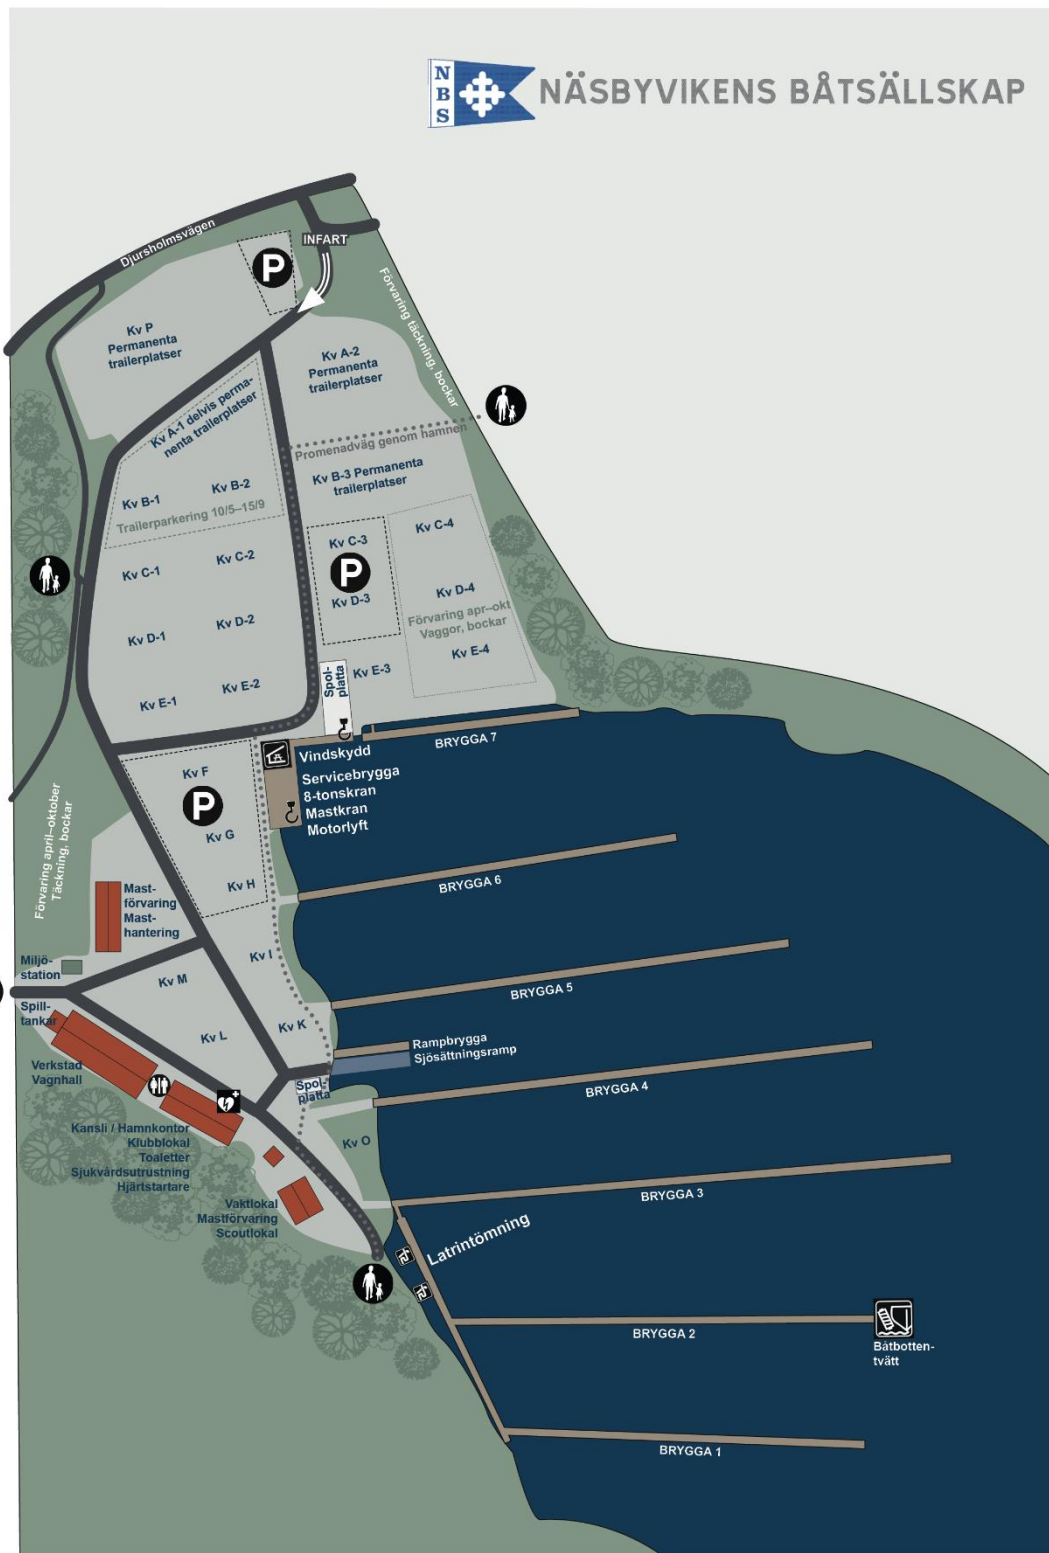 N
B
S
NÄSBYVIKENS BÅTSÄLLSKAP
Djursholmsvägen
INFART
P
Förvaring täckning, bockar
Kv P
Permanenta
trailerplatser
Kv A-2
Permanenta
trailerplatser
Kv A-1 delvis perma-
nenta trailerplatser
Promenadväg genom hamnen
Kv B-3 Permanenta
trailerplatser
Kv B-1
Kv B-2
Trailerparkering 10/5–15/9
Kv C-4
Kv C-3
P
Kv D-3
Kv C-1
Kv C-2
Kv D-4
Förvaring apr–okt
Vaggor, bockar
Kv E-4
Kv D-1
Kv D-2
Kv E-1
Kv E-2
Spol-
platta
Kv E-3
BRYGGA 7
Vindskydd
Servicebrygga
8-tonskran
Mastkran
Motorlyft
Kv F
P
Kv G
Kv H
BRYGGA 6
Förvaring april–oktober
Täckning, bockar
Mast-
förvaring
Mast-
hantering
Miljö-
station
Kv I
Kv M
BRYGGA 5
Spill-
tankar
Kv L
Kv K
Rampbrygga
Sjösättningsramp
Verkstad
Vagnhall
Spol-
platta
BRYGGA 4
Kansli / Hamnkontor
Klubblokal
Toaletter
Sjukvårdsutrustning
Hjärtstartare
Kv O
Vaktlokal
Mastförvaring
Scoutlokal
BRYGGA 3
Latrintömning
BRYGGA 2
Båtbotten-
tvätt
BRYGGA 1